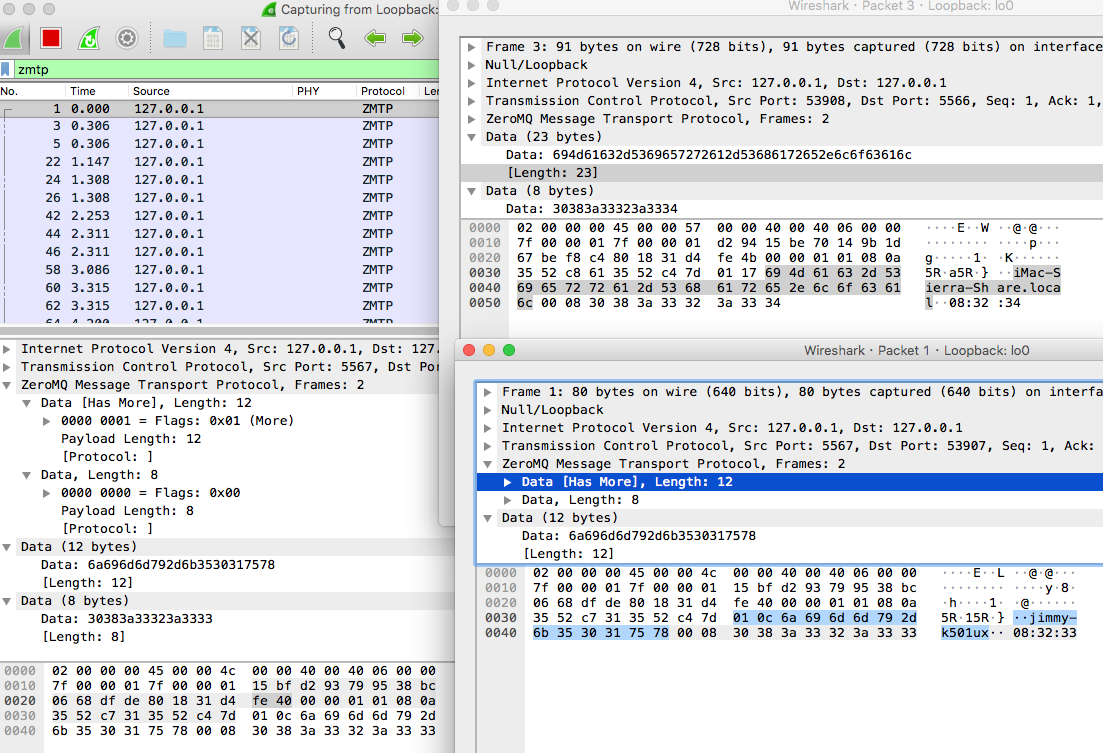 Capturing from Loopback:
zmtp
No. Time Source PHY Protocol Len
1 0.000 127.0.0.1 ZMTP
3 0.306 127.0.0.1 ZMTP
5 0.306 127.0.0.1 ZMTP
22 1.147 127.0.0.1 ZMTP
24 1.308 127.0.0.1 ZMTP
26 1.308 127.0.0.1 ZMTP
42 2.253 127.0.0.1 ZMTP
44 2.311 127.0.0.1 ZMTP
46 2.311 127.0.0.1 ZMTP
58 3.086 127.0.0.1 ZMTP
60 3.315 127.0.0.1 ZMTP
62 3.315 127.0.0.1 ZMTP
Internet Protocol Version 4, Src: 127.0.0.1, Dst: 127.
Transmission Control Protocol, Src Port: 5567, Dst Por
ZeroMQ Message Transport Protocol, Frames: 2
Data [Has More], Length: 12
0000 0001 = Flags: 0x01 (More)
Payload Length: 12
[Protocol: ]
Data, Length: 8
0000 0000 = Flags: 0x00
Payload Length: 8
[Protocol: ]
Data (12 bytes)
Data: 6a696d6d792d6b3530317578
[Length: 12]
Data (8 bytes)
Data: 30383a33323a3333
[Length: 8]
0000 02 00 00 00 45 00 00 4c 00 00 40 00 40 06 00 00
0010 7f 00 00 01 7f 00 00 01 15 bf d2 93 79 95 38 bc
0020 06 68 df de 80 18 31 d4 fe 40 00 00 01 01 08 0a
0030 35 52 c7 31 35 52 c4 7d 01 0c 6a 69 6d 6d 79 2d
0040 6b 35 30 31 75 78 00 08 30 38 3a 33 32 3a 33 33
Wireshark · Packet 3 · Loopback: lo0
Frame 3: 91 bytes on wire (728 bits), 91 bytes captured (728 bits) on interface
Null/Loopback
Internet Protocol Version 4, Src: 127.0.0.1, Dst: 127.0.0.1
Transmission Control Protocol, Src Port: 53908, Dst Port: 5566, Seq: 1, Ack: 1,
ZeroMQ Message Transport Protocol, Frames: 2
Data (23 bytes)
Data: 694d61632d5369657272612d53686172652e6c6f63616c
[Length: 23]
Data (8 bytes)
Data: 30383a33323a3334
0000 02 00 00 00 45 00 00 57 00 00 40 00 40 06 00 00 ····E··W ··@·@···
0010 7f 00 00 01 7f 00 00 01 d2 94 15 be 70 14 9b 1d ········ ····p···
0020 67 be f8 c4 80 18 31 d4 fe 4b 00 00 01 01 08 0a g·····1· ·K······
0030 35 52 c8 61 35 52 c4 7d 01 17 69 4d 61 63 2d 53 5R·a5R·} ··iMac-S
0040 69 65 72 72 61 2d 53 68 61 72 65 2e 6c 6f 63 61 ierra-Sh are.loca
0050 6c 00 08 30 38 3a 33 32 3a 33 34 l··08:32 :34
Wireshark · Packet 1 · Loopback: lo0
Frame 1: 80 bytes on wire (640 bits), 80 bytes captured (640 bits) on interfa
Null/Loopback
Internet Protocol Version 4, Src: 127.0.0.1, Dst: 127.0.0.1
Transmission Control Protocol, Src Port: 5567, Dst Port: 53907, Seq: 1, Ack:
ZeroMQ Message Transport Protocol, Frames: 2
Data [Has More], Length: 12
Data, Length: 8
Data (12 bytes)
Data: 6a696d6d792d6b3530317578
[Length: 12]
0000 02 00 00 00 45 00 00 4c 00 00 40 00 40 06 00 00 ····E··L ··@·@···
0010 7f 00 00 01 7f 00 00 01 15 bf d2 93 79 95 38 bc ········ ····y·8·
0020 06 68 df de 80 18 31 d4 fe 40 00 00 01 01 08 0a ·h····1· ·@······
0030 35 52 c7 31 35 52 c4 7d 01 0c 6a 69 6d 6d 79 2d 5R·15R·} ··jimmy-
0040 6b 35 30 31 75 78 00 08 30 38 3a 33 32 3a 33 33 k501ux·· 08:32:33